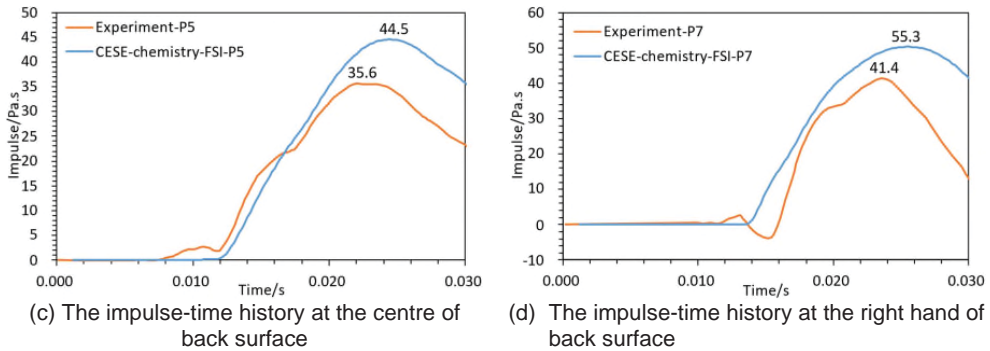 50
45
40
35
30
25
20
15
10
5
0
Impulse/Pa.s
Experiment-P5
CESE-chemistry-FSI-P5
44.5
35.6
0.000
0.010
0.020
0.030
Time/s
(c) The impulse-time history at the centre of
back surface
60
50
40
30
20
10
0
-10
Impulse/Pa.s
Experiment-P7
CESE-chemistry-FSI-P7
55.3
41.4
0.000
0.010
0.020
0.030
Time/s
(d) The impulse-time history at the right hand of
back surface